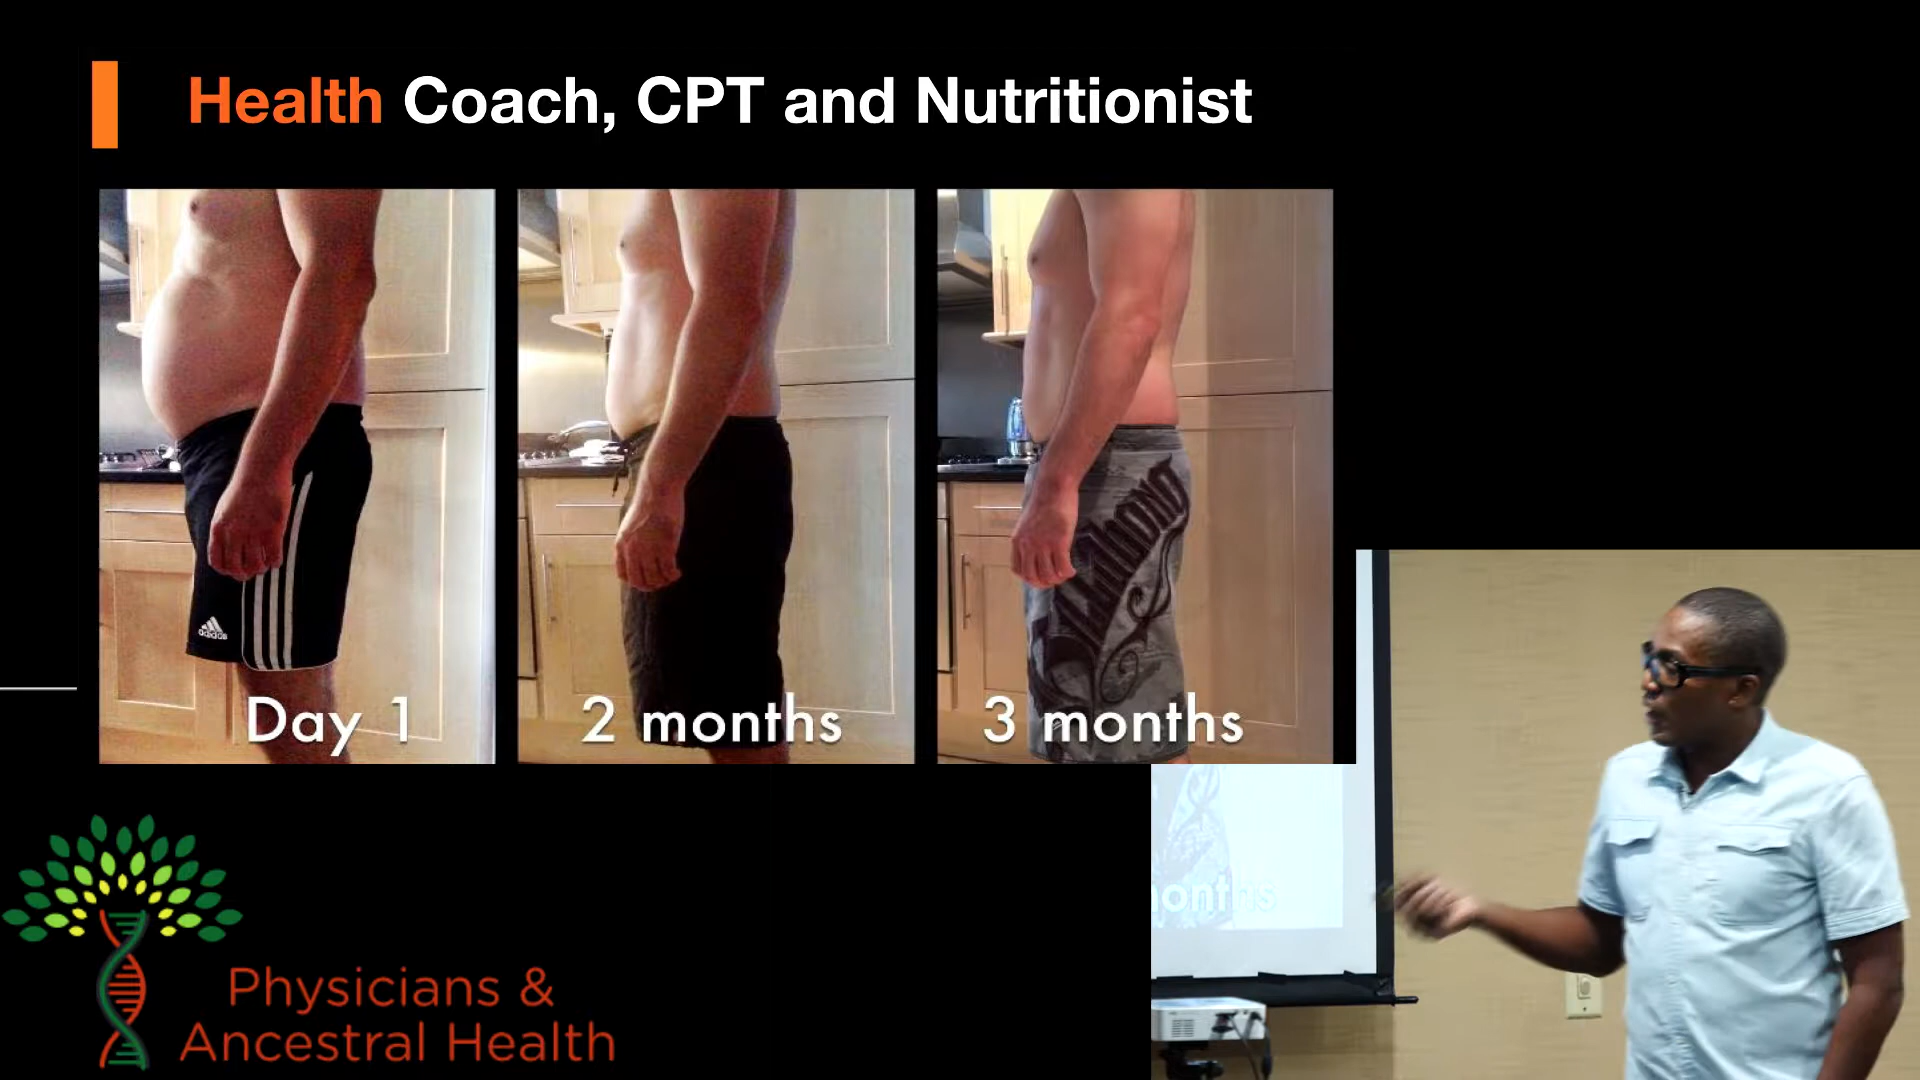 Health Coach, CPT and Nutritionist
adidas
Day 1
2 months
3 months
Physicians &
Ancestral Health